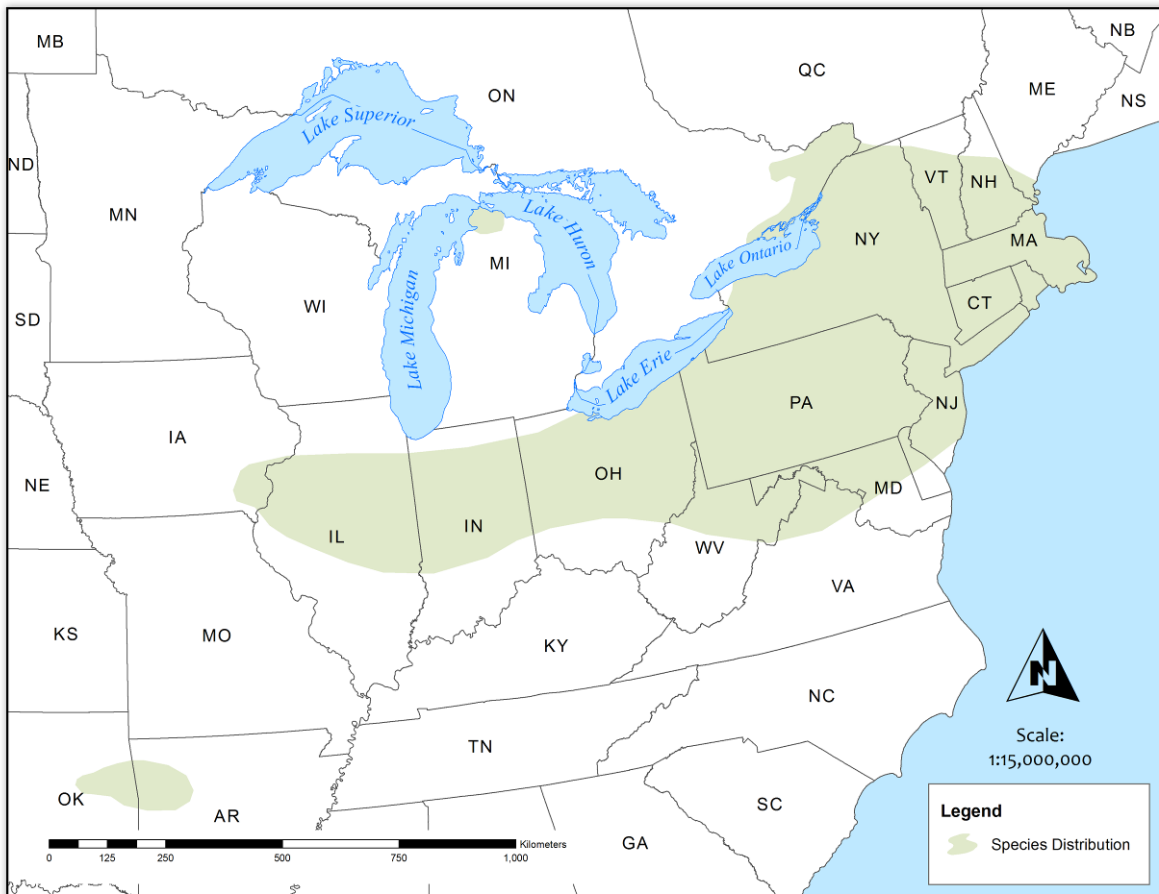 MB
NB
QC
ON
ME
NS
Lake Superior
ND
VT
NH
MN
Lake Huron
NY
MA
MI
Lake Ontario
WI
CT
SD
Lake Michigan
Lake Erie
PA
NJ
IA
OH
NE
MD
IN
IL
WV
VA
KS
MO
KY
NC
TN
Scale:
1:15,000,000
OK
AR
SC
GA
Legend
Species Distribution
Kilometers
0 125 250 500 750 1,000